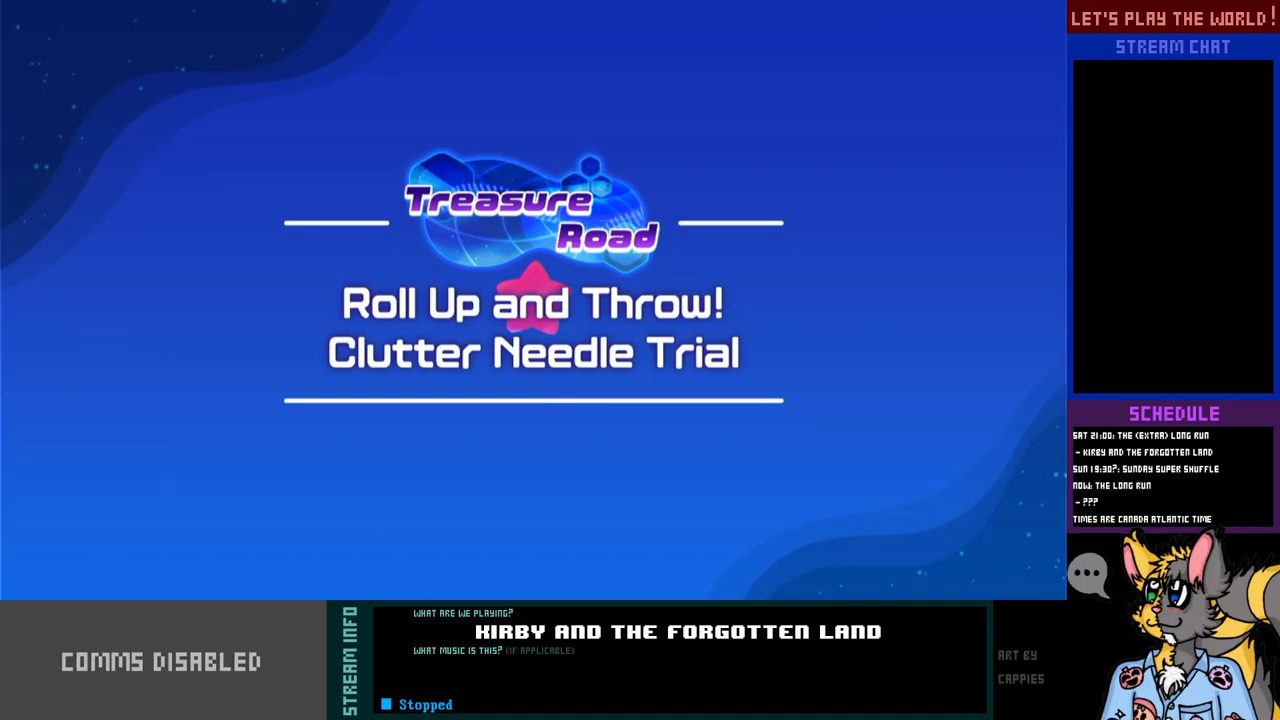 Treasure
Road
Roll Up and Throw!
Clutter Needle Trial
LET'S PLAY THE WORLD!
STREAM CHAT
SCHEDULE
SAT 21:00: THE (EXTRA) LONG RUN
- KIRBY AND THE FORGOTTEN LAND
SUN 19:30?: SUNDAY SUPER SHUFFLE
NOW: THE LONG RUN
- ???
TIMES ARE CANADA ATLANTIC TIME
COMMS DISABLED
STREAM INFO
WHAT ARE WE PLAYING?
KIRBY AND THE FORGOTTEN LAND
WHAT MUSIC IS THIS? (IF APPLICABLE)
Stopped
ART BY
CAPPIES
...